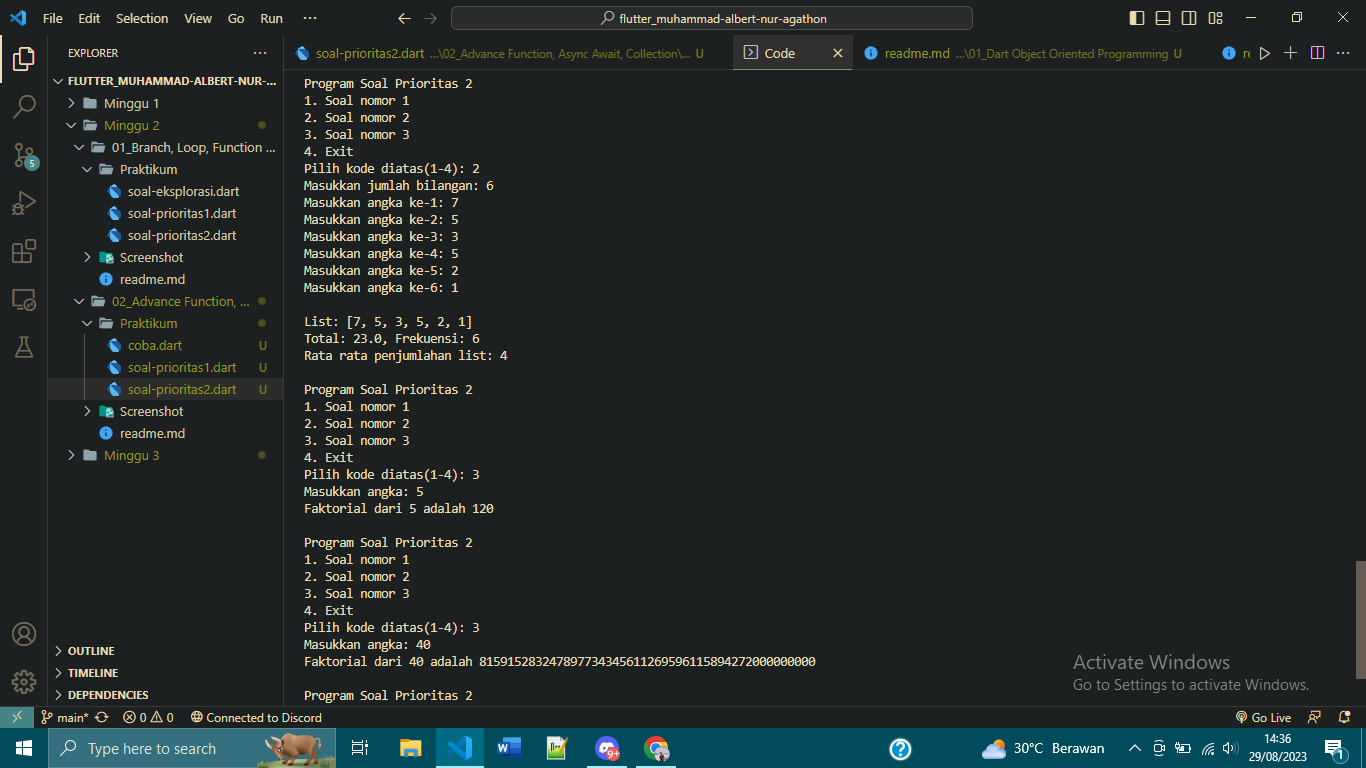 File Edit Selection View Go Run ···
flutter_muhammad-albert-nur-agathon
EXPLORER ···
FLUTTER_MUHAMMAD-ALBERT-NUR-...
Minggu 1
Minggu 2
01_Branch, Loop, Function ...
Praktikum
soal-eksplorasi.dart
soal-prioritas1.dart
soal-prioritas2.dart
Screenshot
readme.md
02_Advance Function, ...
Praktikum
coba.dart U
soal-prioritas1.dart U
soal-prioritas2.dart U
Screenshot
readme.md
Minggu 3
OUTLINE
TIMELINE
DEPENDENCIES
5
soal-prioritas2.dart ...\02_Advance Function, Async Await, Collection\... U
Code
readme.md ...\01_Dart Object Oriented Programming U
re
Program Soal Prioritas 2
1. Soal nomor 1
2. Soal nomor 2
3. Soal nomor 3
4. Exit
Pilih kode diatas(1-4): 2
Masukkan jumlah bilangan: 6
Masukkan angka ke-1: 7
Masukkan angka ke-2: 5
Masukkan angka ke-3: 3
Masukkan angka ke-4: 5
Masukkan angka ke-5: 2
Masukkan angka ke-6: 1
List: [7, 5, 3, 5, 2, 1]
Total: 23.0, Frekuensi: 6
Rata rata penjumlahan list: 4
Program Soal Prioritas 2
1. Soal nomor 1
2. Soal nomor 2
3. Soal nomor 3
4. Exit
Pilih kode diatas(1-4): 3
Masukkan angka: 5
Faktorial dari 5 adalah 120
Program Soal Prioritas 2
1. Soal nomor 1
2. Soal nomor 2
3. Soal nomor 3
4. Exit
Pilih kode diatas(1-4): 3
Masukkan angka: 40
Faktorial dari 40 adalah 815915283247897734345611269596115894272000000000
Program Soal Prioritas 2
Activate Windows
Go to Settings to activate Windows.
main* 0 0 Connected to Discord
Go Live
Type here to search
9+
30°C Berawan
14:36
29/08/2023
1